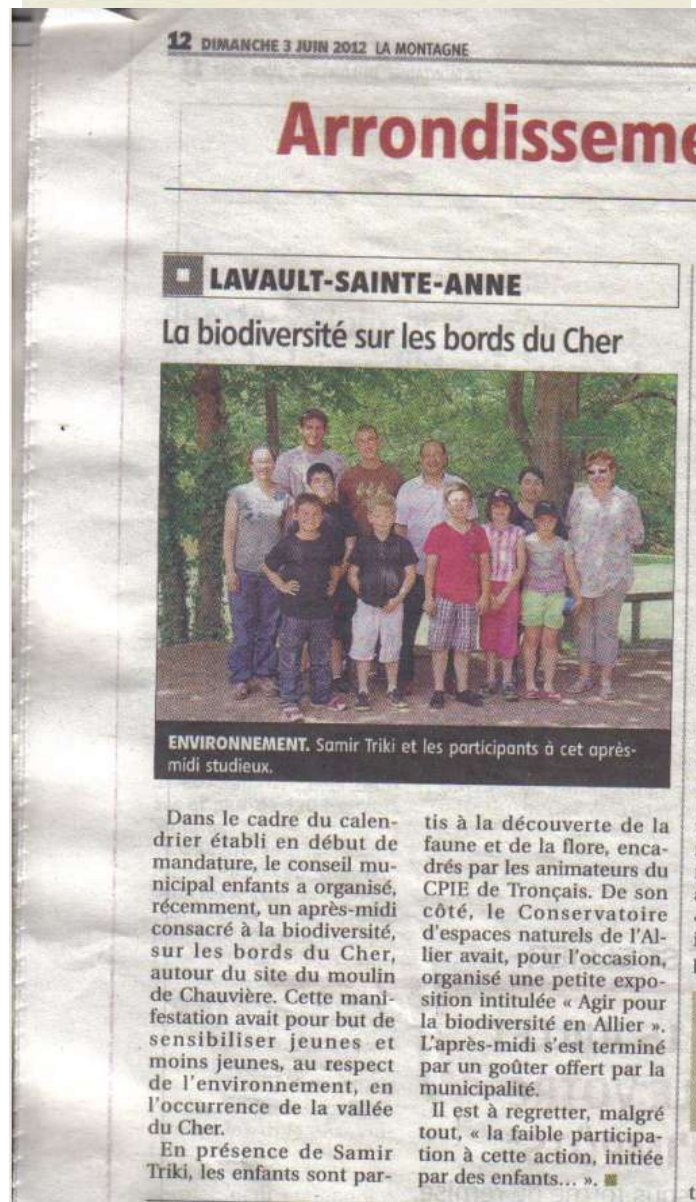 12 DIMANCHE 3 JUIN 2012 LA MONTAGNE
Arrondisseme
LAVAULT-SAINTE-ANNE
La biodiversité sur les bords du Cher
ENVIRONNEMENT. Samir Triki et les participants à cet après-
midi studieux.
Dans le cadre du calen-
drier établi en début de
mandature, le conseil mu-
nicipal enfants a organisé,
récemment, un après-midi
consacré à la biodiversité,
sur les bords du Cher,
autour du site du moulin
de Chauvière. Cette mani-
festation avait pour but de
sensibiliser jeunes et
moins jeunes, au respect
de l'environnement, en
l'occurrence de la vallée
du Cher.
En présence de Samir
Triki, les enfants sont par-
tis à la découverte de la
faune et de la flore, enca-
drés par les animateurs du
CPIE de Tronçais. De son
côté, le Conservatoire
d'espaces naturels de l'Al-
lier avait, pour l'occasion,
organisé une petite expo-
sition intitulée « Agir pour
la biodiversité en Allier ».
L'après-midi s'est terminé
par un goûter offert par la
municipalité.
Il est à regretter, malgré
tout, « la faible participa-
tion à cette action, initiée
par des enfants... ».